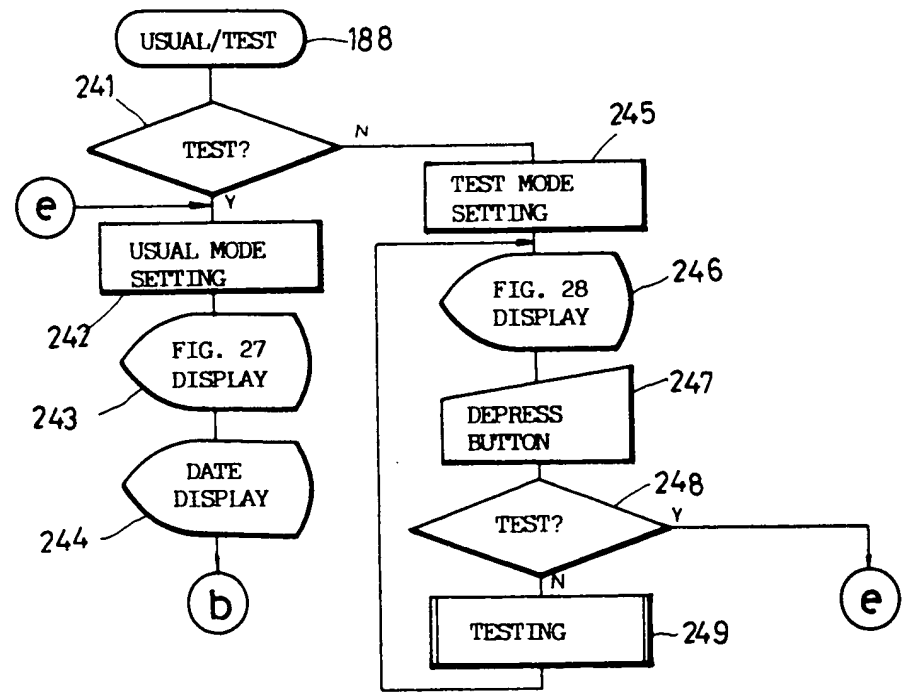 USUAL/TEST
188
241
TEST?
N
Y
e
USUAL MODE
SETTING
242
FIG. 27
DISPLAY
243
DATE
DISPLAY
244
b
245
TEST MODE
SETTING
FIG. 28
DISPLAY
246
247
DEPRESS
BUTTON
248
TEST?
Y
N
e
TESTING
249